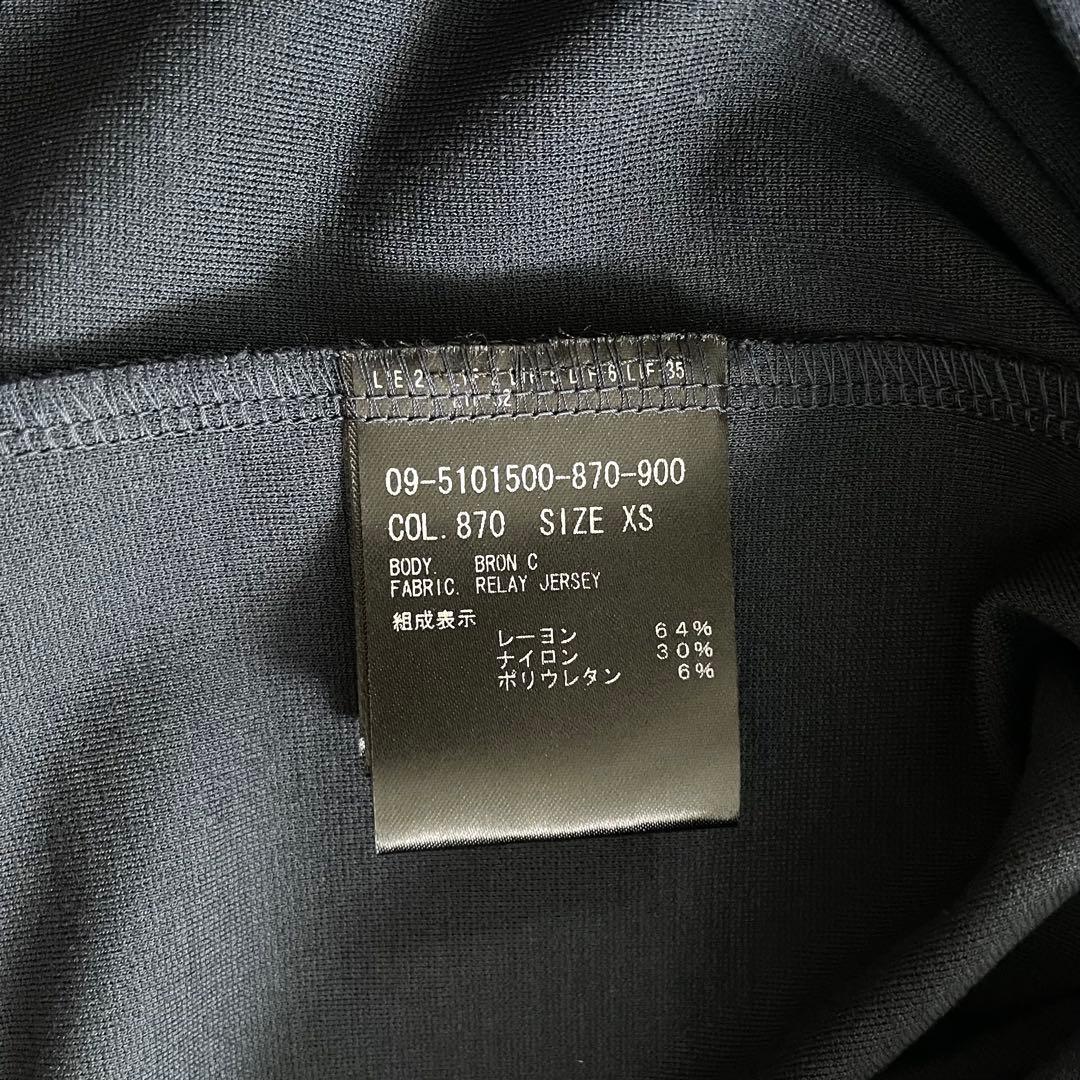 09-5101500-870-900
COL. 870 SIZE XS
BODY. BRON C
FABRIC. RELAY JERSEY
組成表示
レーヨン 64%
ナイロン 30%
ポリウレタン 6%